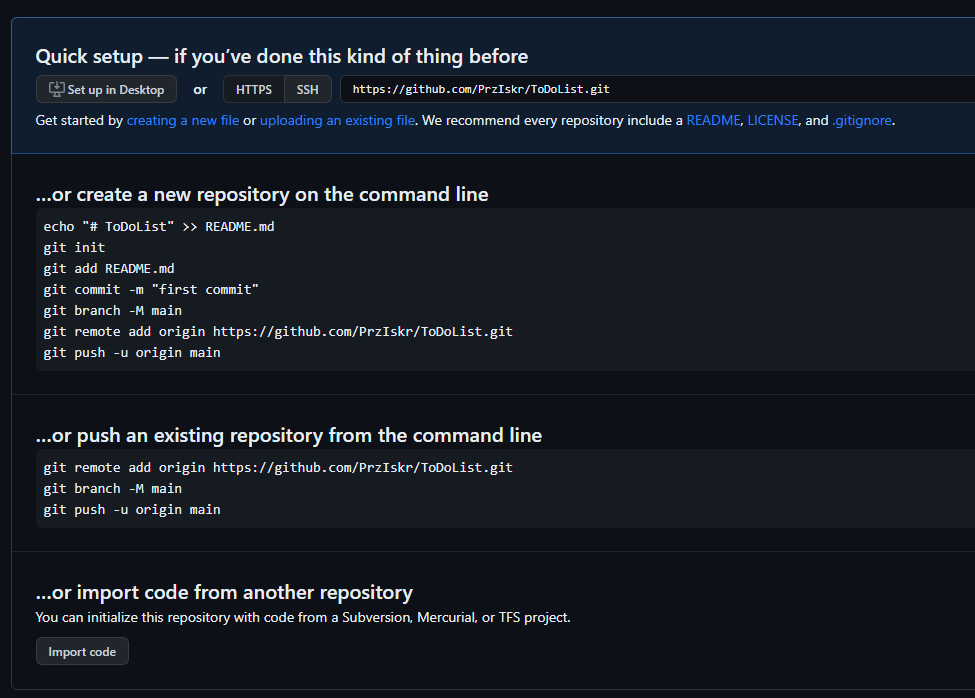 Quick setup — if you’ve done this kind of thing before
Set up in Desktop or HTTPS SSH https://github.com/PrzIskr/ToDoList.git
Get started by creating a new file or uploading an existing file. We recommend every repository include a README, LICENSE, and .gitignore.
…or create a new repository on the command line
echo "# ToDoList" >> README.md
git init
git add README.md
git commit -m "first commit"
git branch -M main
git remote add origin https://github.com/PrzIskr/ToDoList.git
git push -u origin main
…or push an existing repository from the command line
git remote add origin https://github.com/PrzIskr/ToDoList.git
git branch -M main
git push -u origin main
…or import code from another repository
You can initialize this repository with code from a Subversion, Mercurial, or TFS project.
Import code